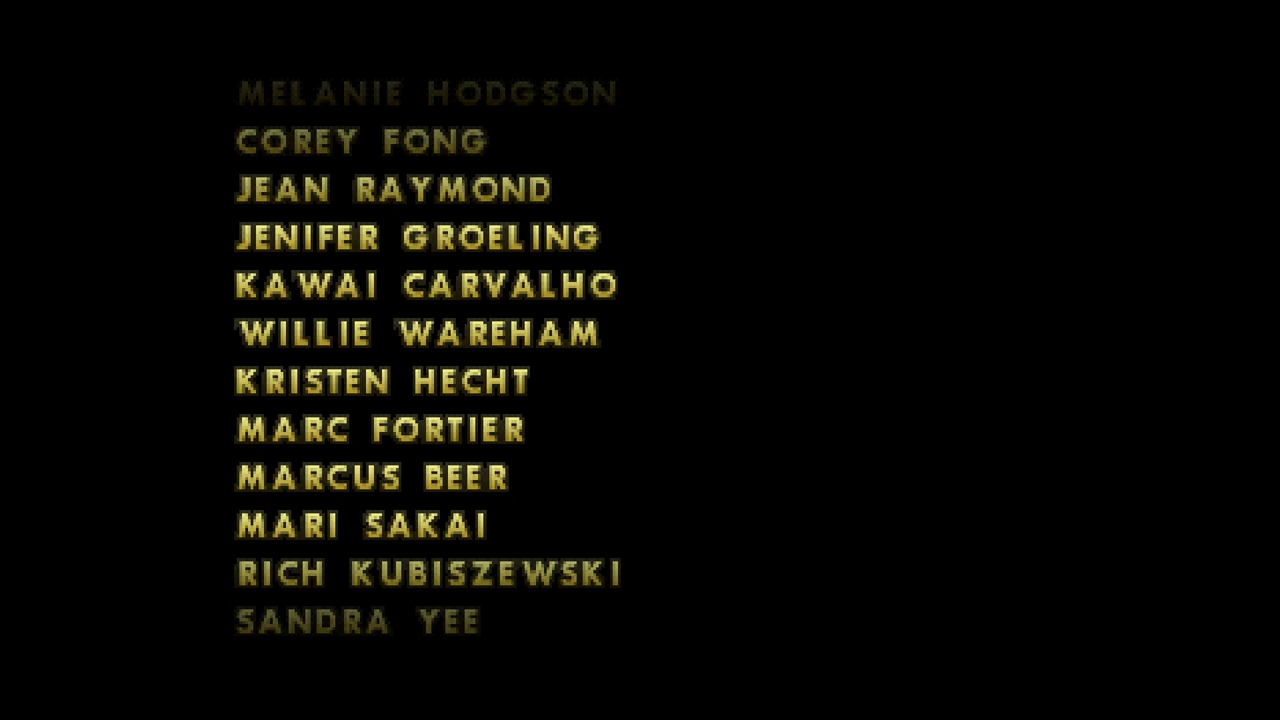 MELANIE HODGSON
COREY FONG
JEAN RAYMOND
JENIFER GROELING
KAWAI CARVALHO
WILLIE WAREHAM
KRISTEN HECHT
MARC FORTIER
MARCUS BEER
MARI SAKAI
RICH KUBISZEWSKI
SANDRA YEE